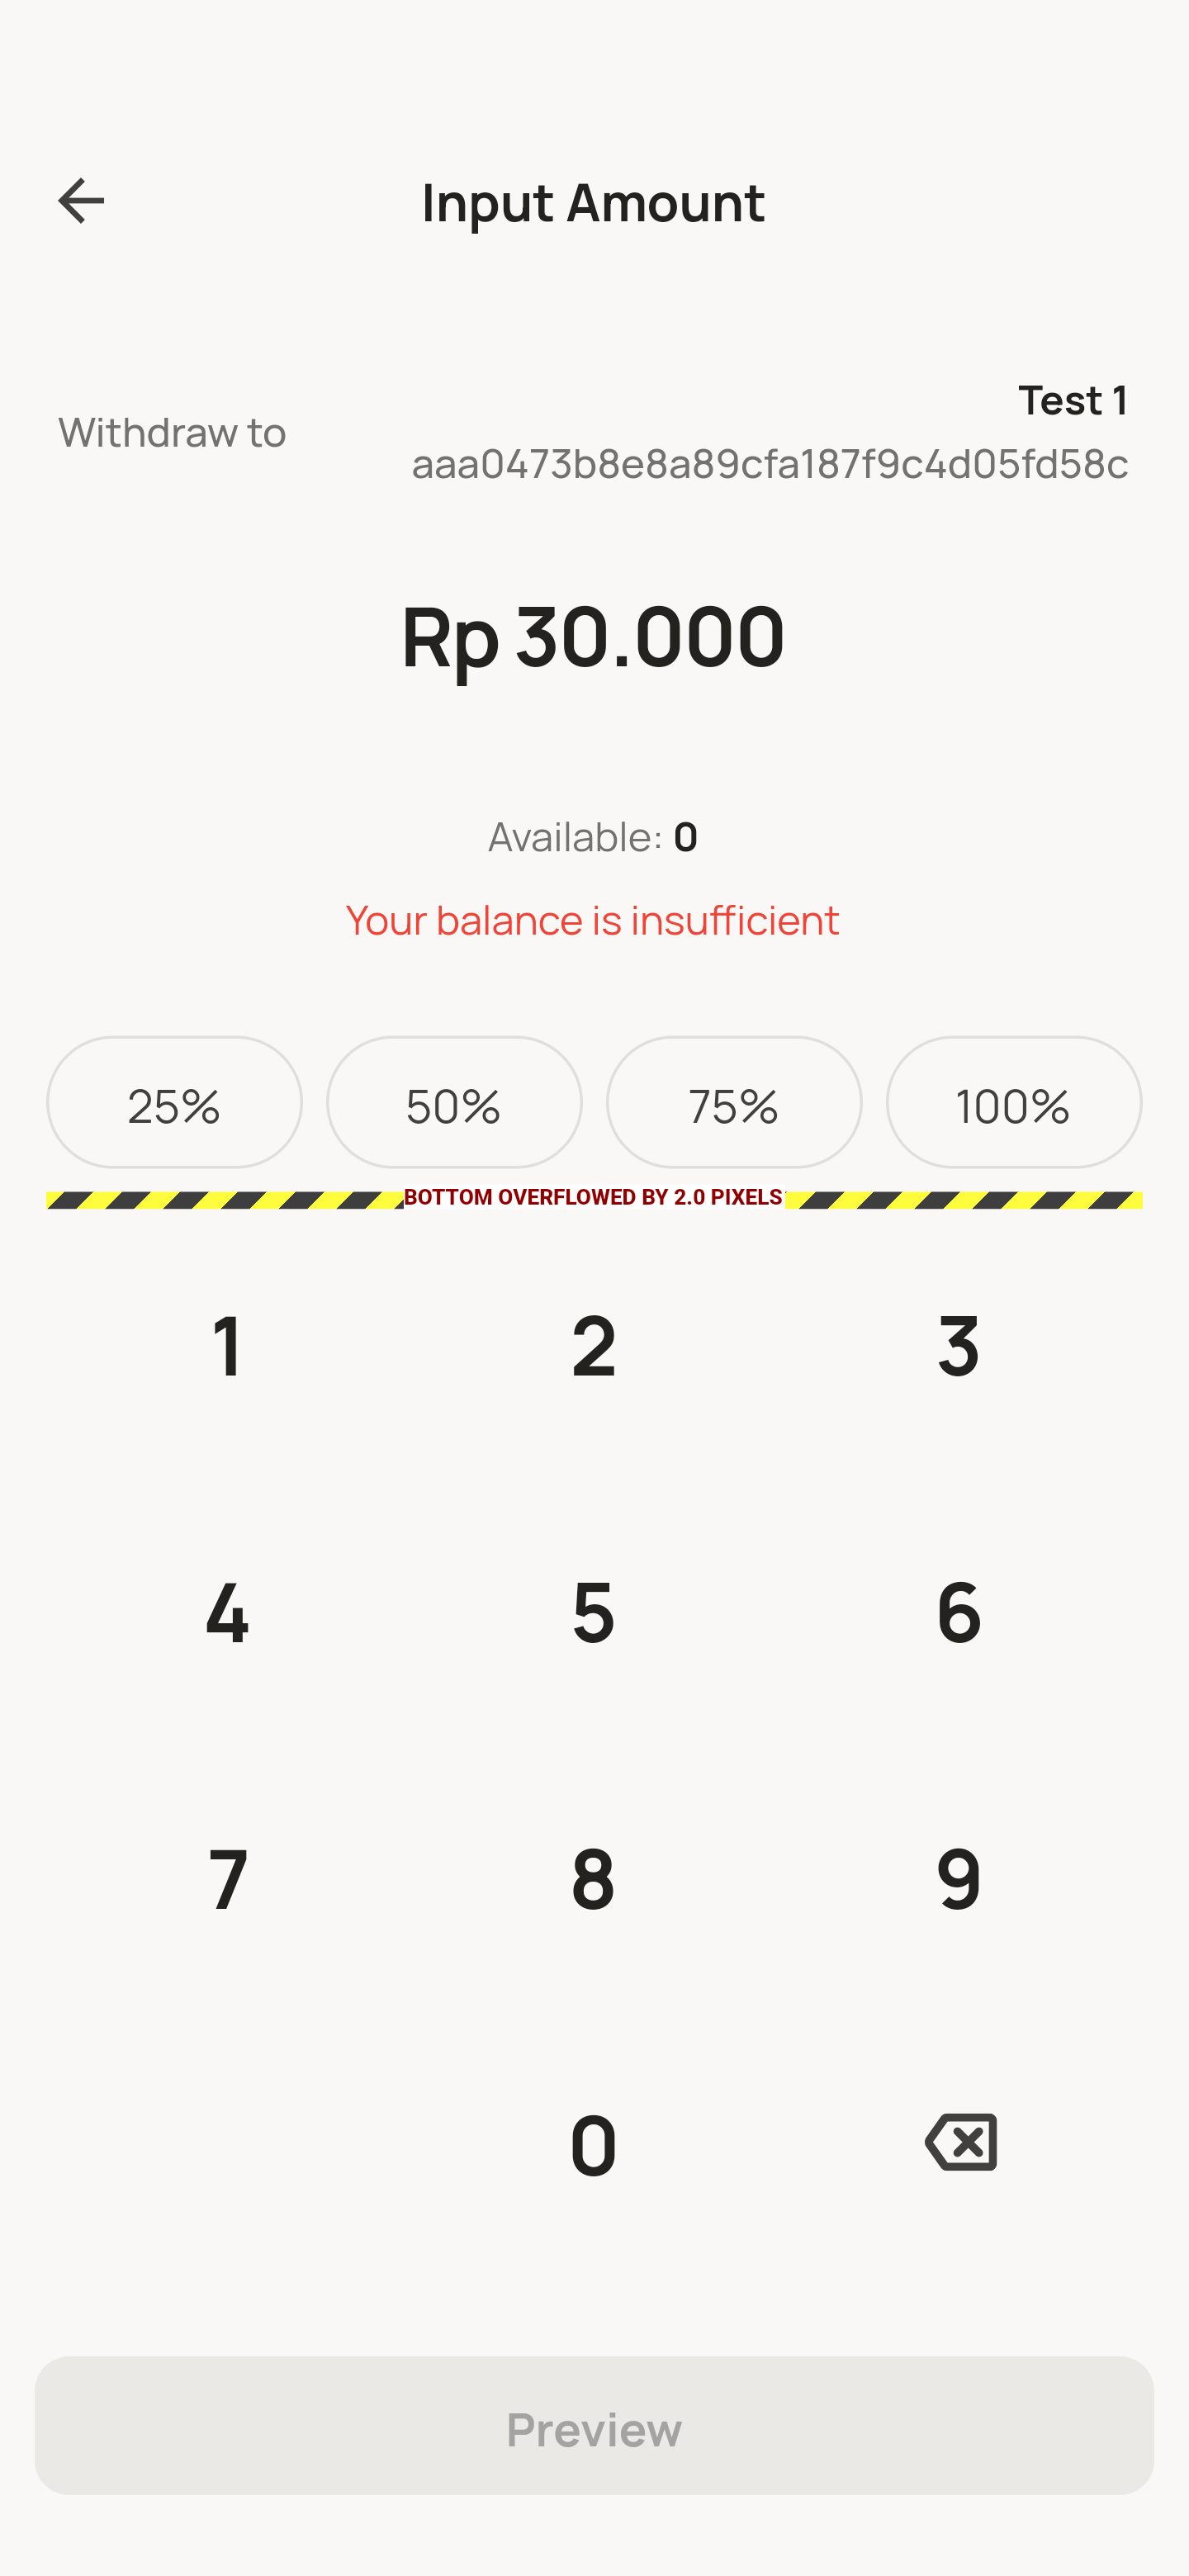 Input Amount
Withdraw to
Test 1
aaa0473b8e8a89cfa187f9c4d05fd58c
Rp 30.000
Available: 0
Your balance is insufficient
25% 50% 75% 100%
BOTTOM OVERFLOWED BY 2.0 PIXELS
1 2 3
4 5 6
7 8 9
0
Preview